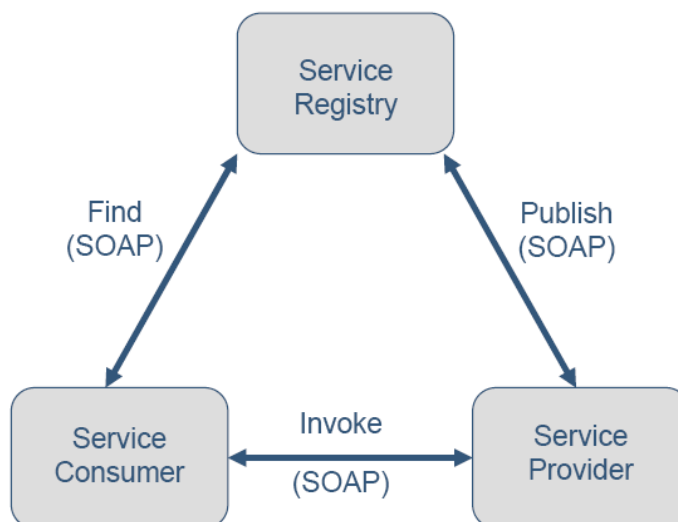 Service
Registry
Find
(SOAP)
Publish
(SOAP)
Service
Consumer
Invoke
(SOAP)
Service
Provider